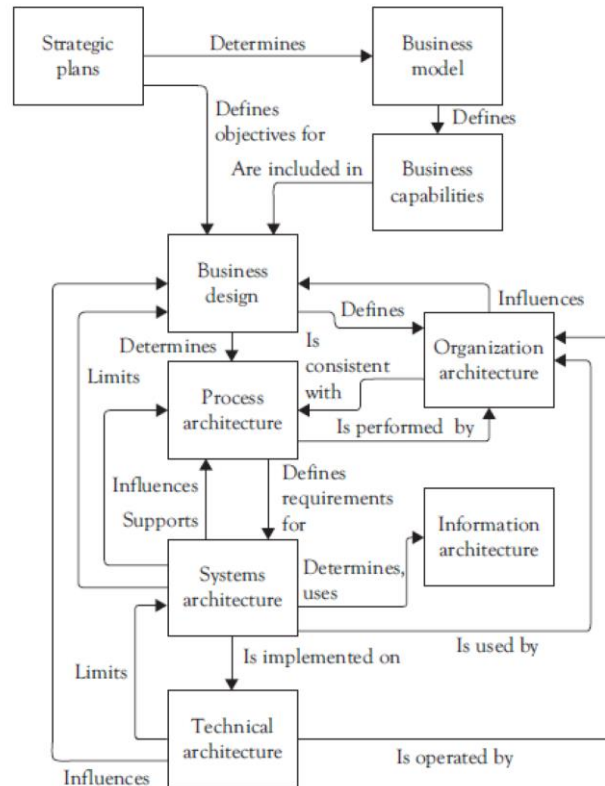 Strategic
plans
Determines
Business
model
Defines
objectives for
Defines
Are included in
Business
capabilities
Business
design
Defines
Influences
Determines
Is
consistent
with
Organization
architecture
Limits
Process
architecture
Is performed by
Influences
Supports
Defines
requirements
for
Information
architecture
Systems
architecture
Determines,
uses
Is used by
Is implemented on
Limits
Technical
architecture
Is operated by
Influences